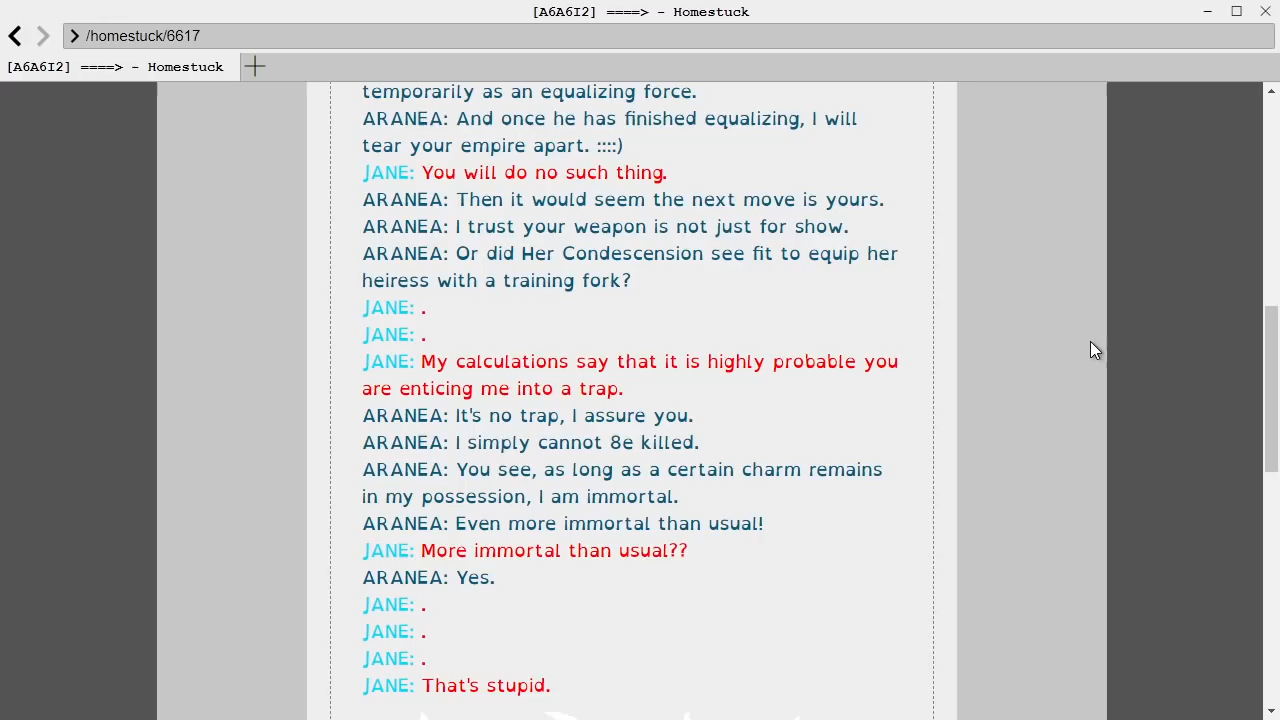 [A6A6I2] ====> - Homestuck
/homestuck/6617
[A6A6I2] ====> - Homestuck
temporarily as an equalizing force.
ARANEA: And once he has finished equalizing, I will
tear your empire apart. ::::)
JANE: You will do no such thing.
ARANEA: Then it would seem the next move is yours.
ARANEA: I trust your weapon is not just for show.
ARANEA: Or did Her Condescension see fit to equip her
heiress with a training fork?
JANE: .
JANE: .
JANE: My calculations say that it is highly probable you
are enticing me into a trap.
ARANEA: It's no trap, I assure you.
ARANEA: I simply cannot 8e killed.
ARANEA: You see, as long as a certain charm remains
in my possession, I am immortal.
ARANEA: Even more immortal than usual!
JANE: More immortal than usual??
ARANEA: Yes.
JANE: .
JANE: .
JANE: .
JANE: That's stupid.